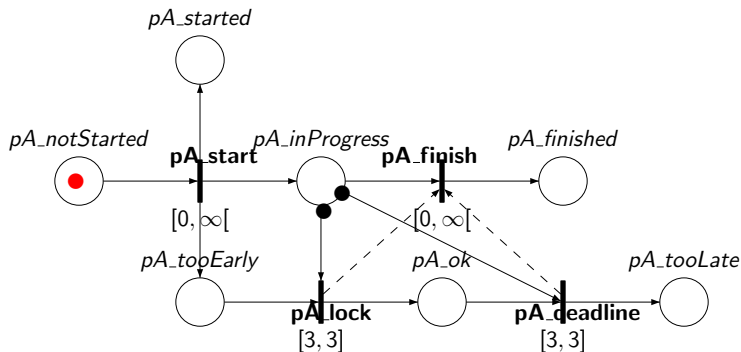 pA_started
pA_notStarted
pA_start
pA_inProgress
pA_finish
pA_finished
[0, ∞[
[0, ∞[
pA_tooEarly
pA_ok
pA_tooLate
pA_lock
pA_deadline
[3, 3]
[3, 3]